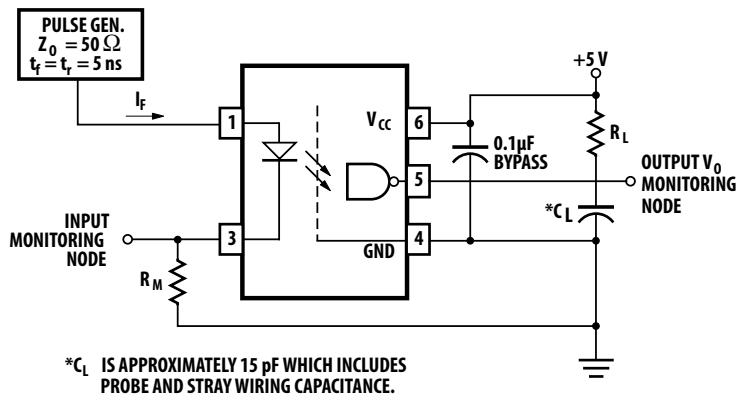 PULSE GEN.
Z0 = 50 Ω
tf = tr = 5 ns
IF
1
VCC
6
+5 V
0.1µF
BYPASS
RL
5
OUTPUT V0
MONITORING
NODE
*CL
INPUT
MONITORING
NODE
3
GND
4
RM
*CL IS APPROXIMATELY 15 pF WHICH INCLUDES
PROBE AND STRAY WIRING CAPACITANCE.